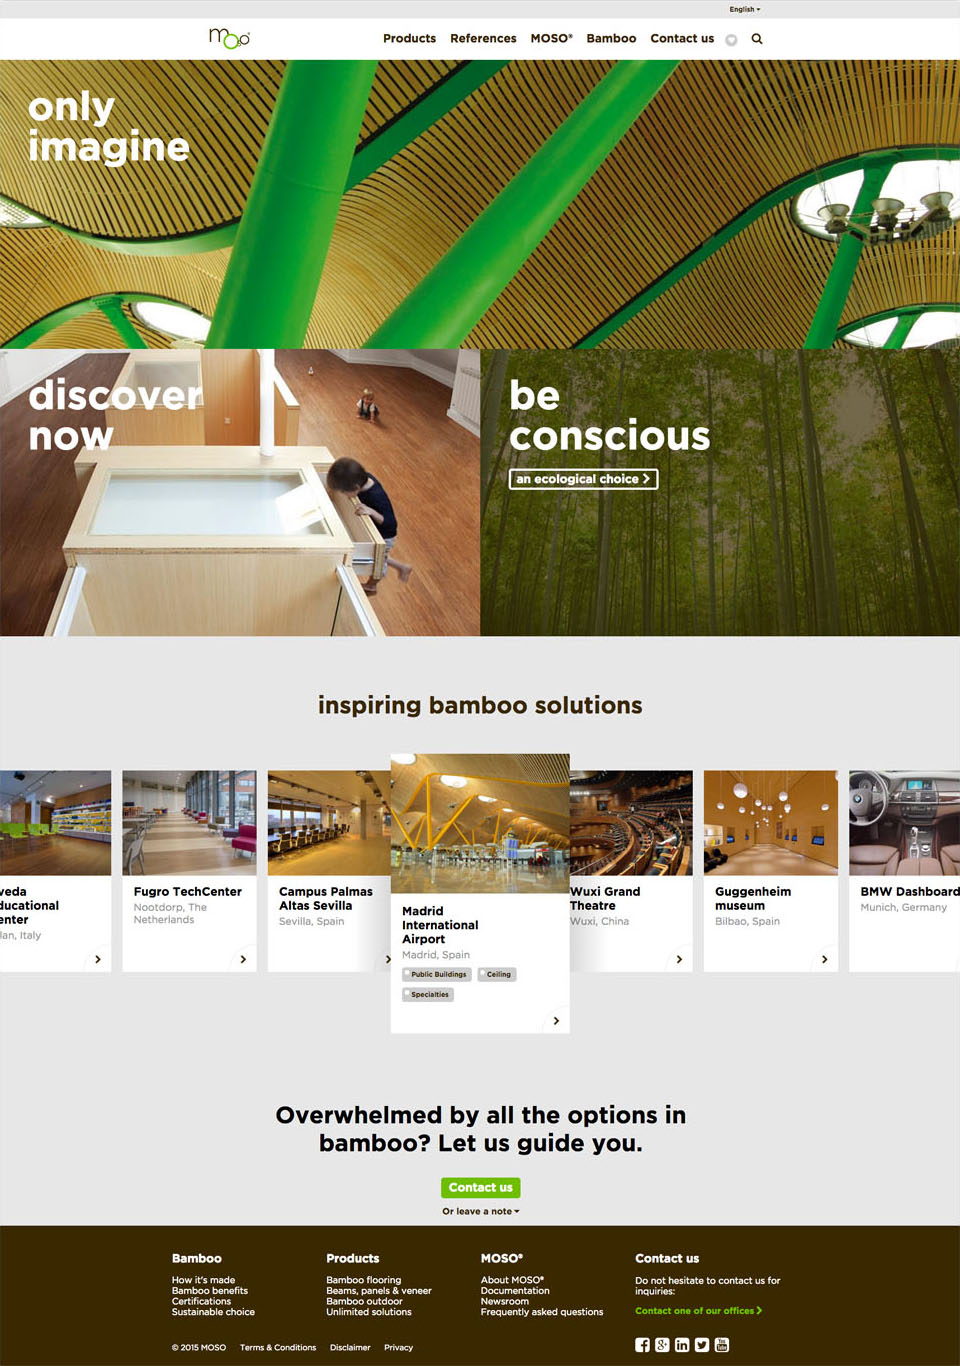 English
moso
Products References MOSO® Bamboo Contact us
only
imagine
discover
now
be
conscious
an ecological choice
inspiring bamboo solutions
Fugro TechCenter
Nootdorp, The
Netherlands
Campus Palmas
Altas Sevilla
Sevilla, Spain
Madrid
International
Airport
Madrid, Spain
Public Buildings
Ceiling
Specialties
Wuxi Grand
Theatre
Wuxi, China
Guggenheim
museum
Bilbao, Spain
BMW Dashboard
Munich, Germany
Overwhelmed by all the options in
bamboo? Let us guide you.
Contact us
Or leave a note
Bamboo
How it's made
Bamboo benefits
Certifications
Sustainable choice
Products
Bamboo flooring
Beams, panels & veneer
Bamboo outdoor
Unlimited solutions
MOSO®
About MOSO®
Documentation
Newsroom
Frequently asked questions
Contact us
Do not hesitate to contact us for
inquiries:
Contact one of our offices
© 2015 MOSO Terms & Conditions Disclaimer Privacy
You
Tube